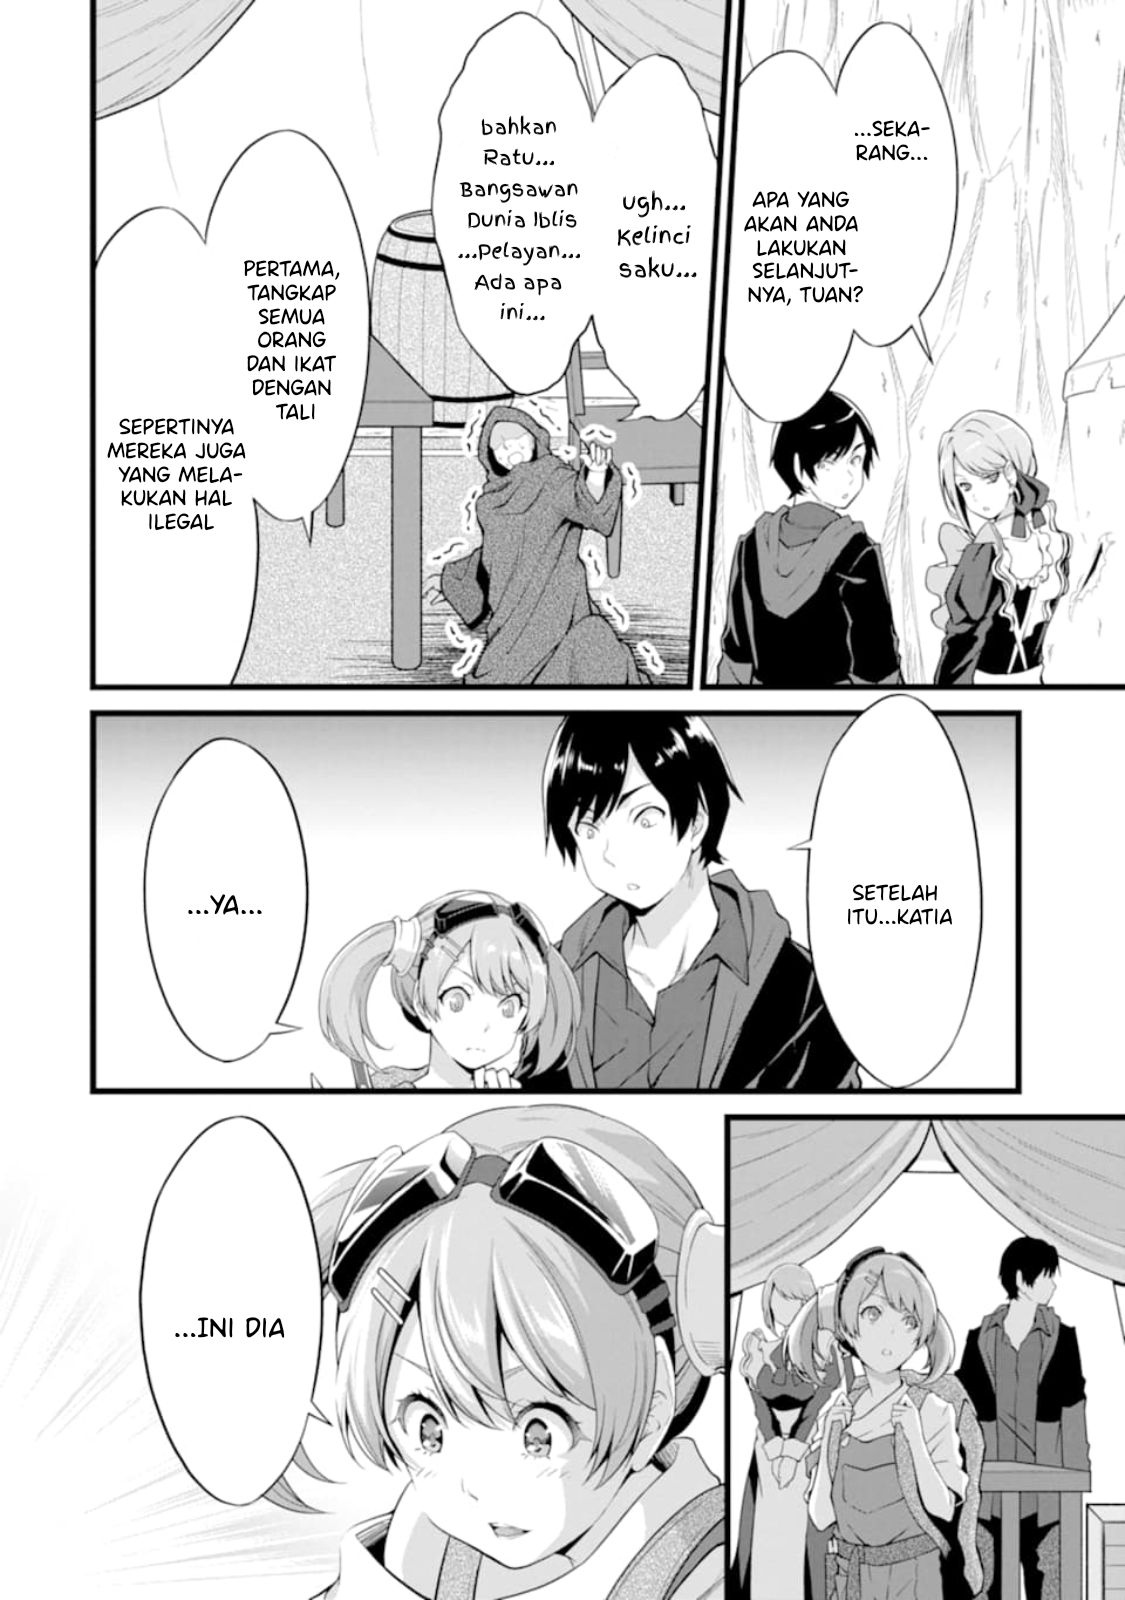 ...SEKA-
RANG...
APA YANG
AKAN ANDA
LAKUKAN
SELANJUT-
NYA, TUAN?
ugh...
Kelinci
saku...
bahkan
Ratu...
Bangsawan
Dunia Iblis
...Pelayan...
Ada apa
ini...
PERTAMA,
TANGKAP
SEMUA
ORANG
DAN IKAT
DENGAN
TALI
SEPERTINYA
MEREKA JUGA
YANG MELA-
KUKAN HAL
ILEGAL
SETELAH
ITU...KATIA
...YA...
...INI DIA